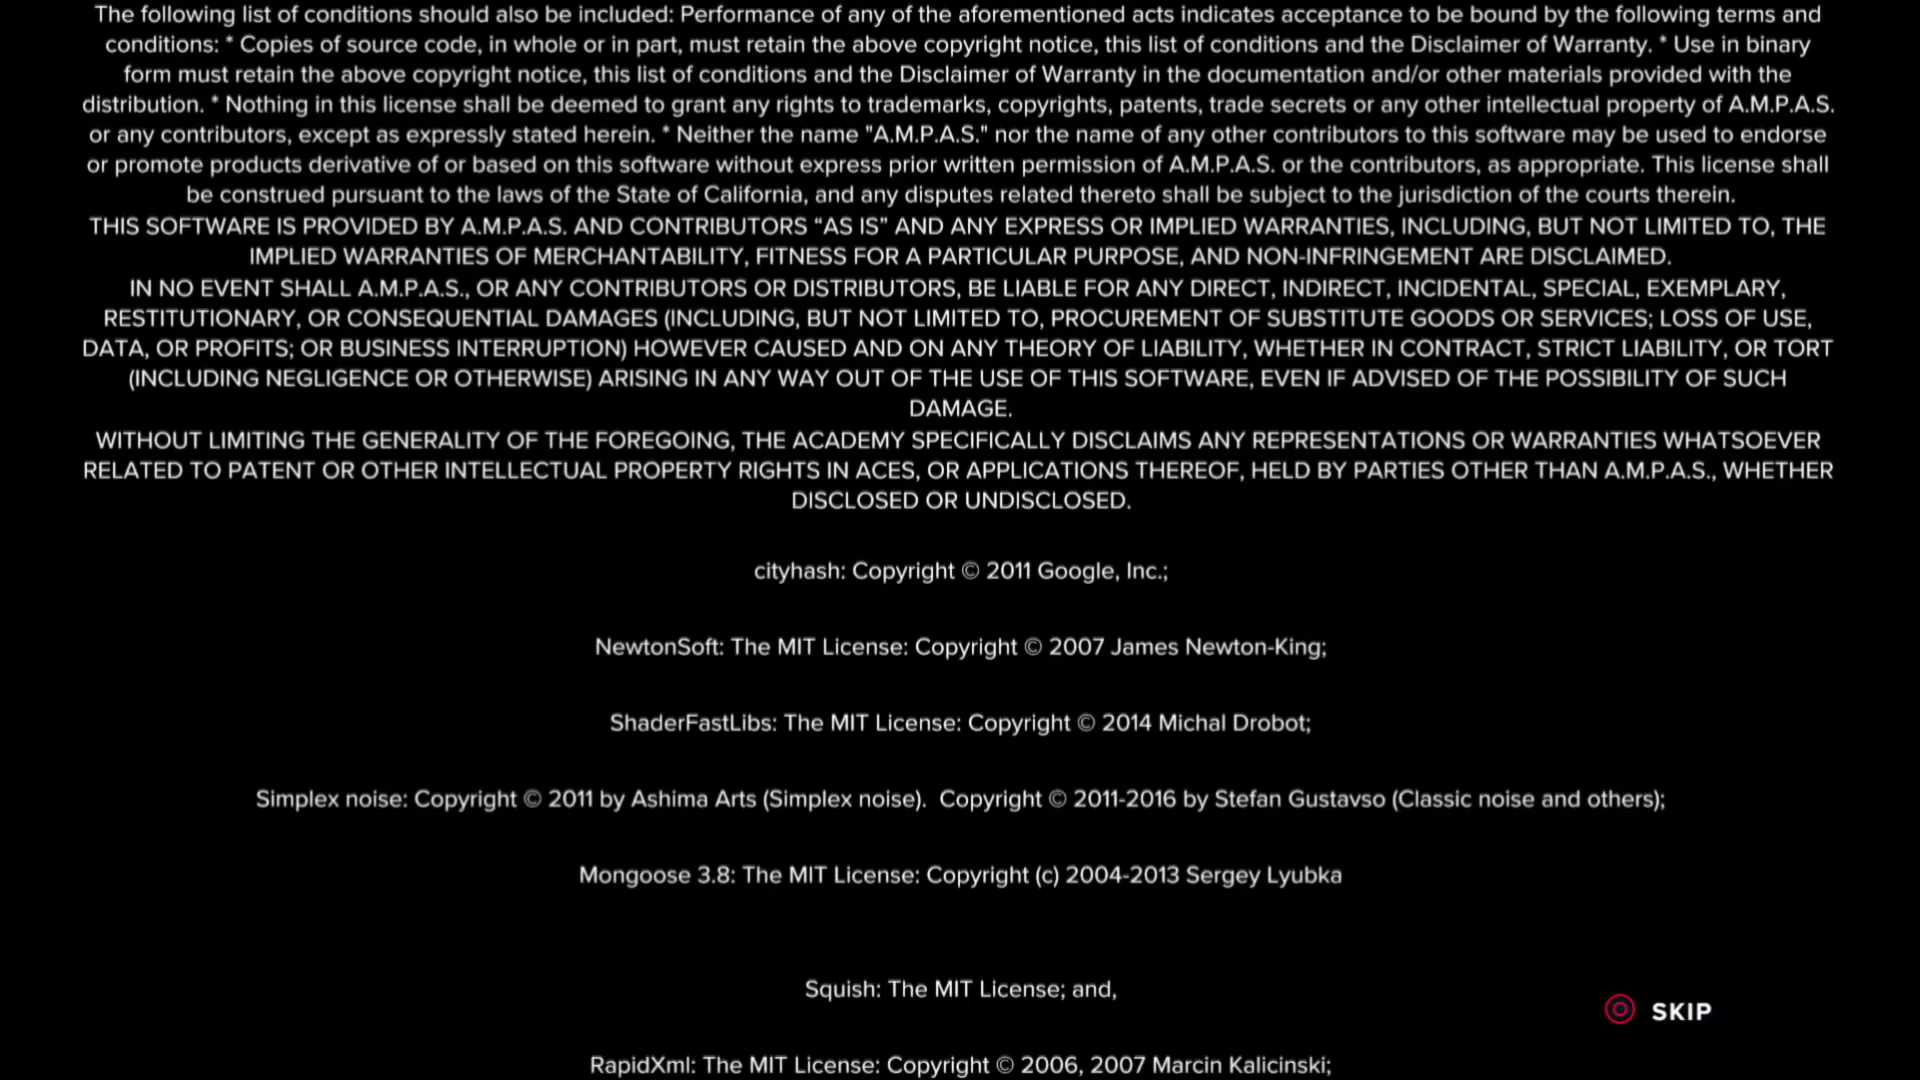 The following list of conditions should also be included: Performance of any of the aforementioned acts indicates acceptance to be bound by the following terms and
conditions: * Copies of source code, in whole or in part, must retain the above copyright notice, this list of conditions and the Disclaimer of Warranty. * Use in binary
form must retain the above copyright notice, this list of conditions and the Disclaimer of Warranty in the documentation and/or other materials provided with the
distribution. * Nothing in this license shall be deemed to grant any rights to trademarks, copyrights, patents, trade secrets or any other intellectual property of A.M.P.A.S.
or any contributors, except as expressly stated herein. * Neither the name "A.M.P.A.S." nor the name of any other contributors to this software may be used to endorse
or promote products derivative of or based on this software without express prior written permission of A.M.P.A.S. or the contributors, as appropriate. This license shall
be construed pursuant to the laws of the State of California, and any disputes related thereto shall be subject to the jurisdiction of the courts therein.
THIS SOFTWARE IS PROVIDED BY A.M.P.A.S. AND CONTRIBUTORS “AS IS” AND ANY EXPRESS OR IMPLIED WARRANTIES, INCLUDING, BUT NOT LIMITED TO, THE
IMPLIED WARRANTIES OF MERCHANTABILITY, FITNESS FOR A PARTICULAR PURPOSE, AND NON-INFRINGEMENT ARE DISCLAIMED.
IN NO EVENT SHALL A.M.P.A.S., OR ANY CONTRIBUTORS OR DISTRIBUTORS, BE LIABLE FOR ANY DIRECT, INDIRECT, INCIDENTAL, SPECIAL, EXEMPLARY,
RESTITUTIONARY, OR CONSEQUENTIAL DAMAGES (INCLUDING, BUT NOT LIMITED TO, PROCUREMENT OF SUBSTITUTE GOODS OR SERVICES; LOSS OF USE,
DATA, OR PROFITS; OR BUSINESS INTERRUPTION) HOWEVER CAUSED AND ON ANY THEORY OF LIABILITY, WHETHER IN CONTRACT, STRICT LIABILITY, OR TORT
(INCLUDING NEGLIGENCE OR OTHERWISE) ARISING IN ANY WAY OUT OF THE USE OF THIS SOFTWARE, EVEN IF ADVISED OF THE POSSIBILITY OF SUCH
DAMAGE.
WITHOUT LIMITING THE GENERALITY OF THE FOREGOING, THE ACADEMY SPECIFICALLY DISCLAIMS ANY REPRESENTATIONS OR WARRANTIES WHATSOEVER
RELATED TO PATENT OR OTHER INTELLECTUAL PROPERTY RIGHTS IN ACES, OR APPLICATIONS THEREOF, HELD BY PARTIES OTHER THAN A.M.P.A.S., WHETHER
DISCLOSED OR UNDISCLOSED.
cityhash: Copyright © 2011 Google, Inc.;
NewtonSoft: The MIT License: Copyright © 2007 James Newton-King;
ShaderFastLibs: The MIT License: Copyright © 2014 Michal Drobot;
Simplex noise: Copyright © 2011 by Ashima Arts (Simplex noise).  Copyright © 2011-2016 by Stefan Gustavso (Classic noise and others);
Mongoose 3.8: The MIT License: Copyright (c) 2004-2013 Sergey Lyubka
Squish: The MIT License; and,
SKIP
RapidXml: The MIT License: Copyright © 2006, 2007 Marcin Kalicinski;